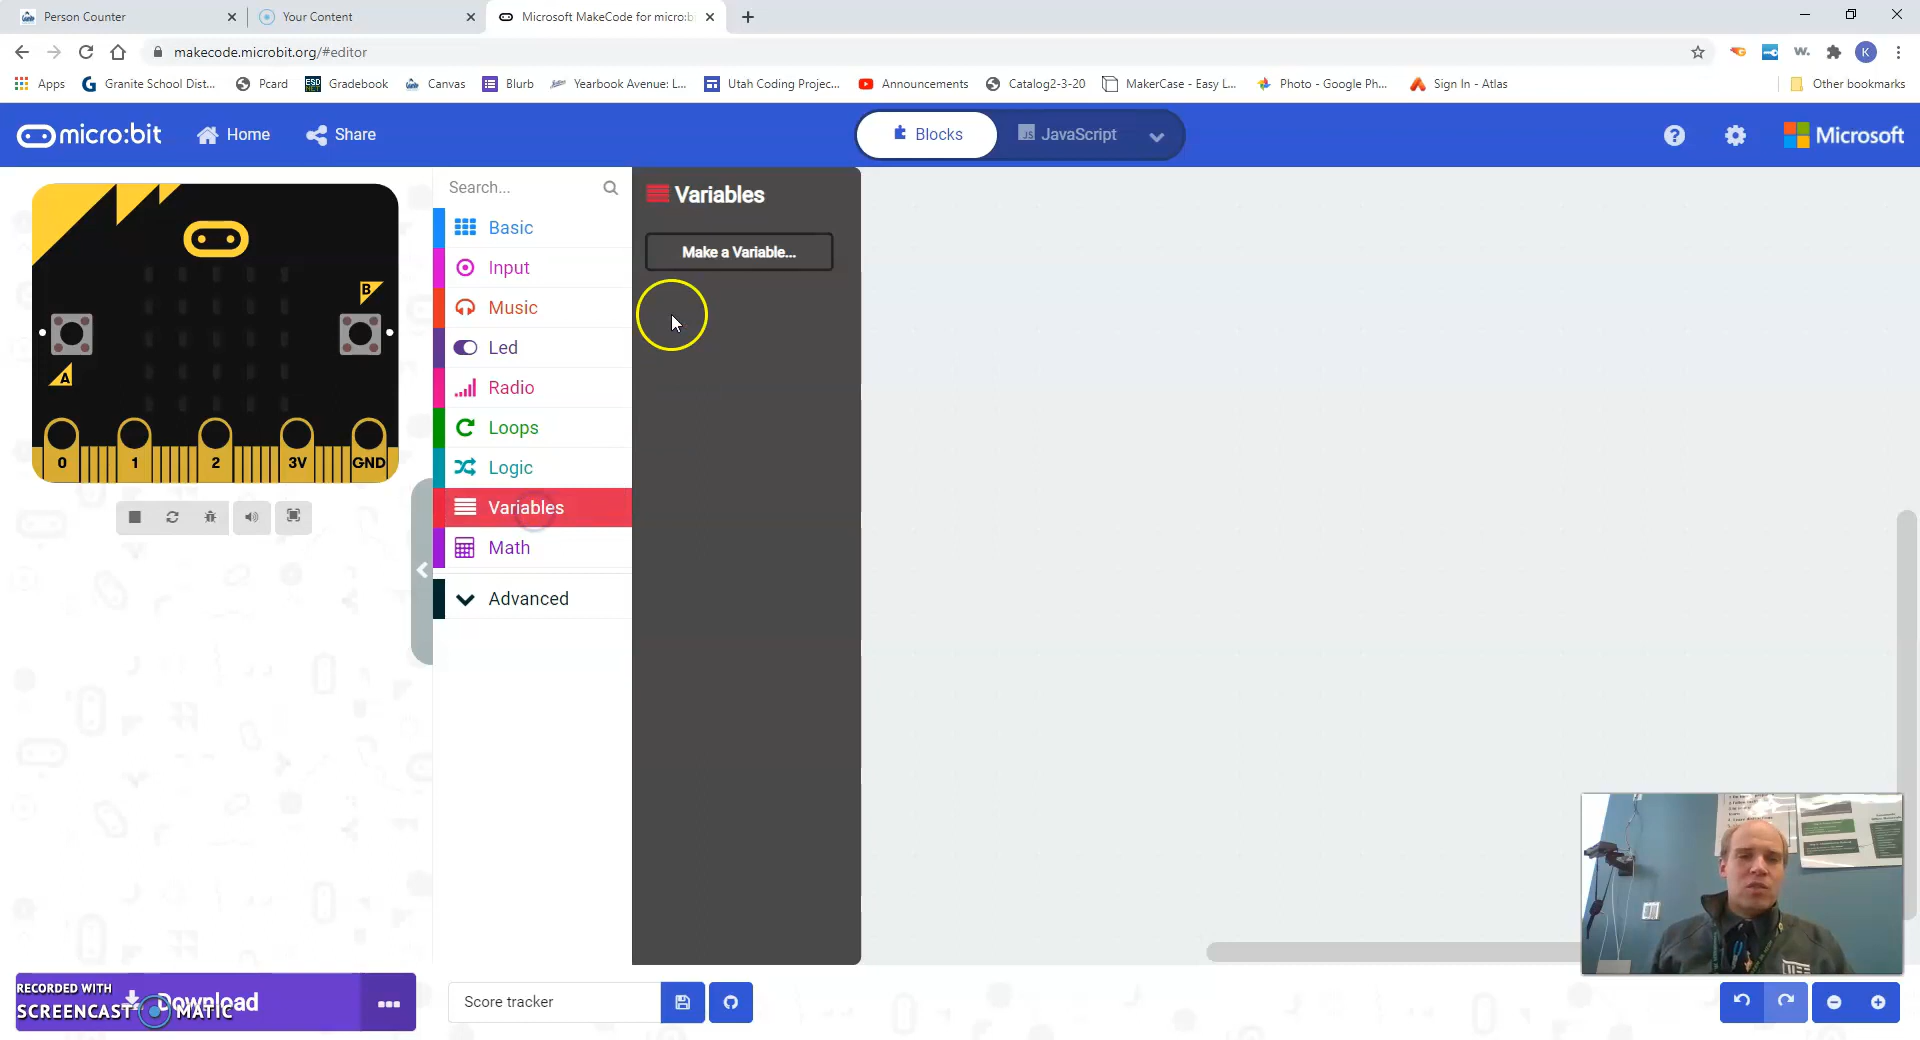 Person Counter
Your Content
Microsoft MakeCode for micro:b
makecode.microbit.org/#editor
K
Apps
Granite School Dist...
Pcard
Gradebook
Canvas
Blurb
Yearbook Avenue: L...
Utah Coding Projec...
Announcements
Catalog2-3-20
MakerCase - Easy L...
Photo - Google Ph...
Sign In - Atlas
Other bookmarks
micro:bit
Home
Share
Blocks
JS JavaScript
?
Microsoft
Search...
Variables
Basic
Make a Variable...
Input
Music
Led
Radio
Loops
Logic
Variables
Math
Advanced
B
A
0 1 2 3V GND
RECORDED WITH
SCREENCAST MATIC
Download
Score tracker